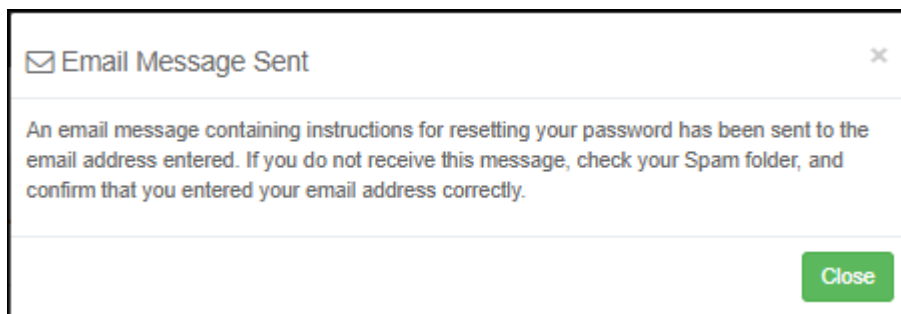 Email Message Sent
An email message containing instructions for resetting your password has been sent to the
email address entered. If you do not receive this message, check your Spam folder, and
confirm that you entered your email address correctly.
Close